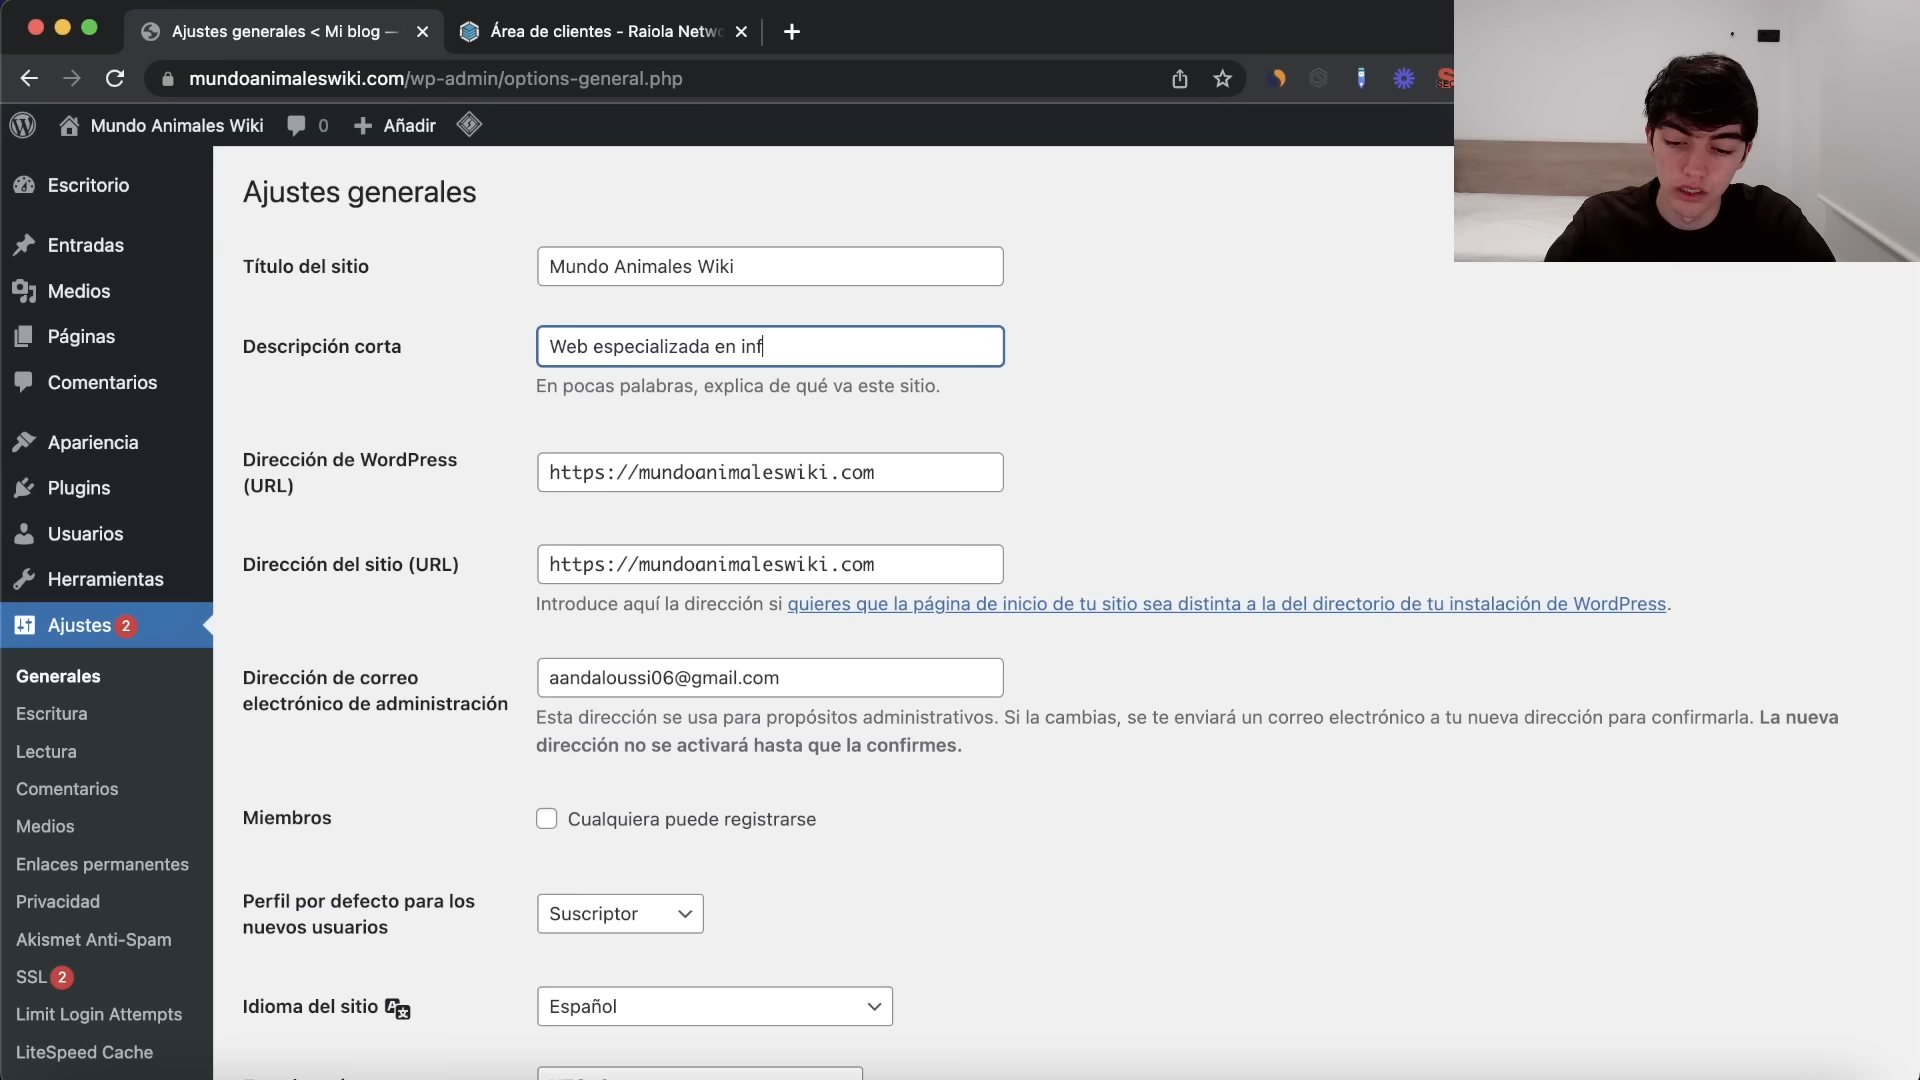 Ajustes generales < Mi blog —
Área de clientes - Raiola Netwo
mundoanimaleswiki.com/wp-admin/options-general.php
Mundo Animales Wiki
0
Añadir
Escritorio
Entradas
Medios
Páginas
Comentarios
Apariencia
Plugins
Usuarios
Herramientas
Ajustes 2
Generales
Escritura
Lectura
Comentarios
Medios
Enlaces permanentes
Privacidad
Akismet Anti-Spam
SSL 2
Limit Login Attempts
LiteSpeed Cache
Ajustes generales
Título del sitio
Mundo Animales Wiki
Descripción corta
Web especializada en inf
En pocas palabras, explica de qué va este sitio.
Dirección de WordPress
(URL)
https://mundoanimaleswiki.com
Dirección del sitio (URL)
https://mundoanimaleswiki.com
Introduce aquí la dirección si quieres que la página de inicio de tu sitio sea distinta a la del directorio de tu instalación de WordPress.
Dirección de correo
electrónico de administración
aandaloussi06@gmail.com
Esta dirección se usa para propósitos administrativos. Si la cambias, se te enviará un correo electrónico a tu nueva dirección para confirmarla. La nueva
dirección no se activará hasta que la confirmes.
Miembros
Cualquiera puede registrarse
Perfil por defecto para los
nuevos usuarios
Suscriptor
Idioma del sitio
Español